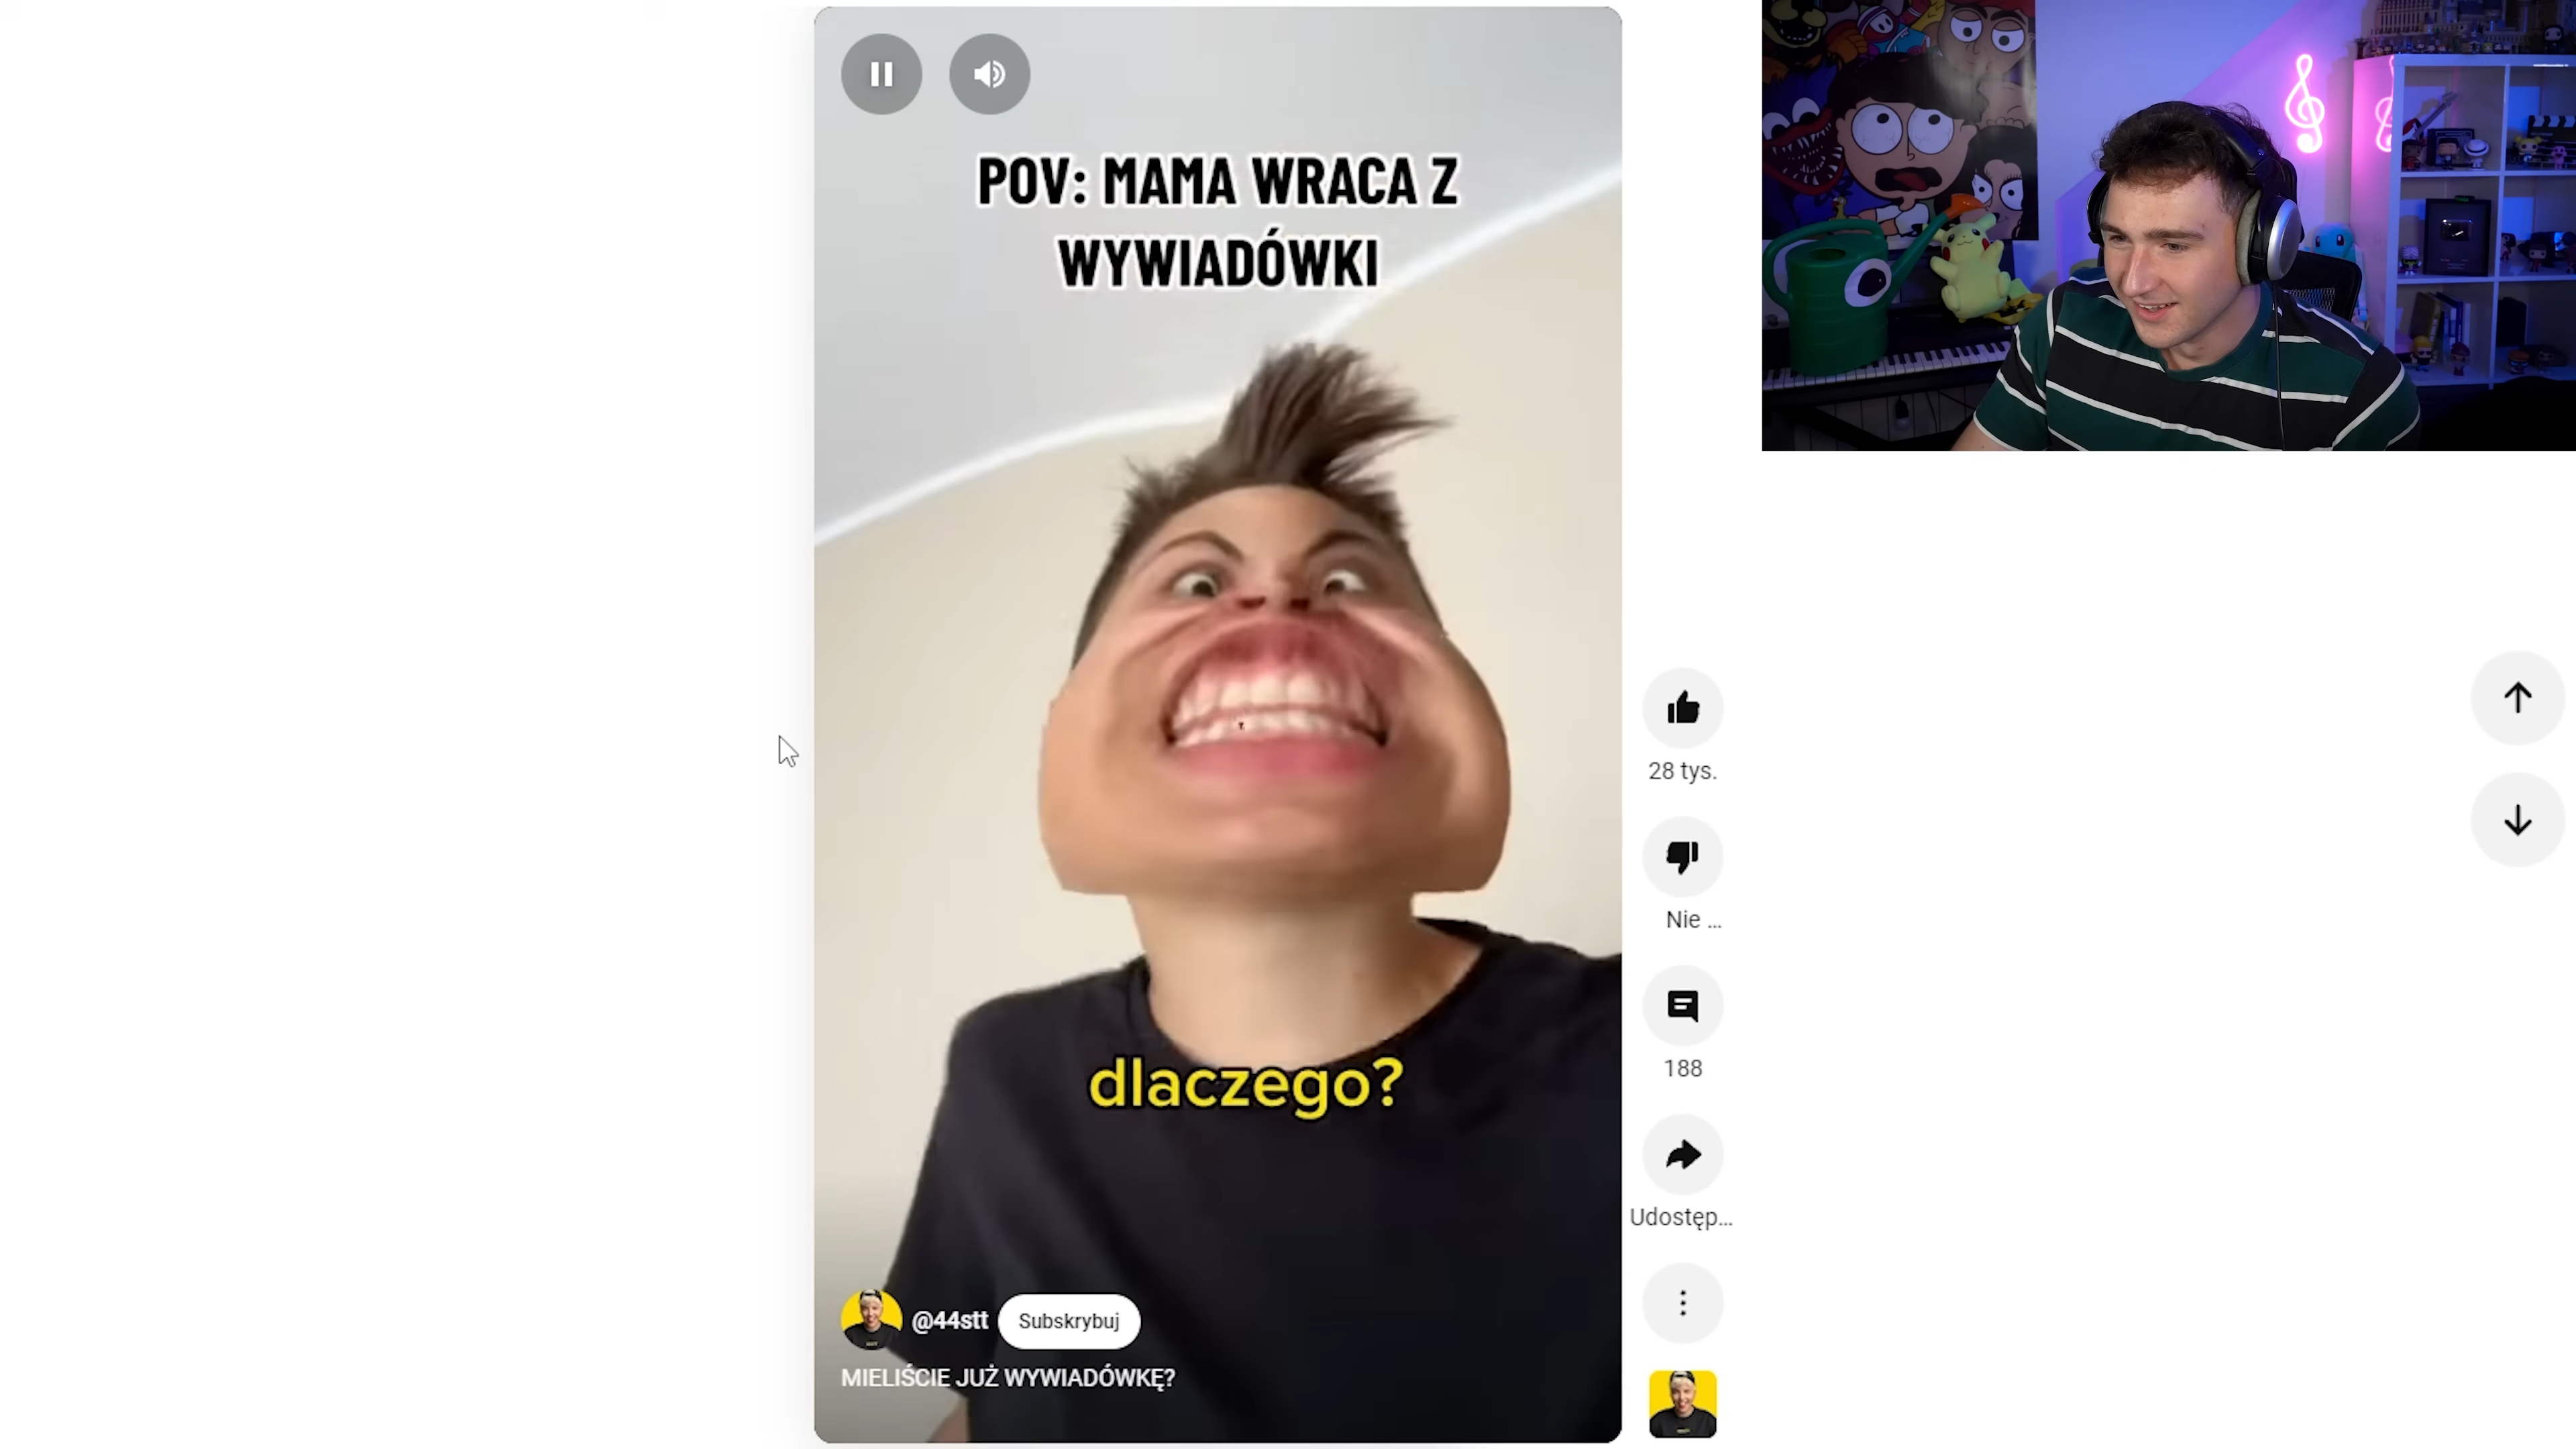 POV: MAMA WRACA Z
WYWIADÓWKI
dlaczego?
@44stt
Subskrybuj
MIELIŚCIE JUŻ WYWIADÓWKĘ?
28 tys.
Nie ...
188
Udostęp...